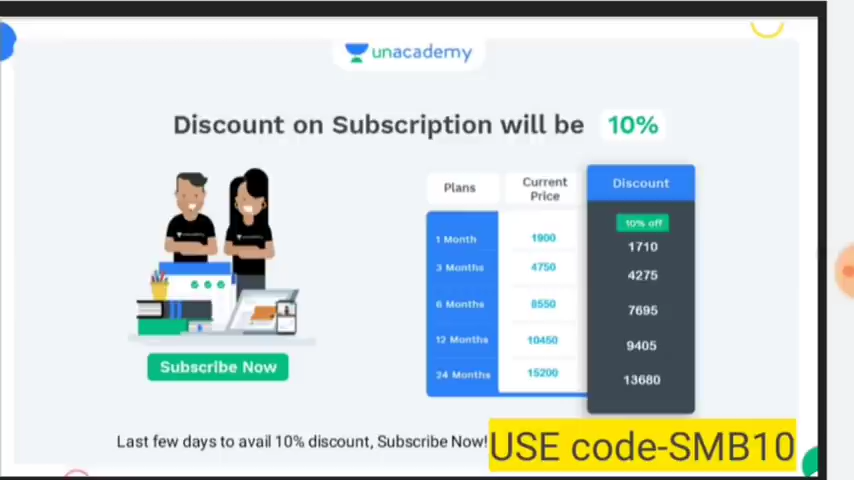 unacademy
Discount on Subscription will be 10%
Plans Current Price Discount
10% off
1 Month 1900 1710
3 Months 4750 4275
6 Months 8550 7695
12 Months 10450 9405
24 Months 15200 13680
Subscribe Now
Last few days to avail 10% discount, Subscribe Now!
USE code-SMB10